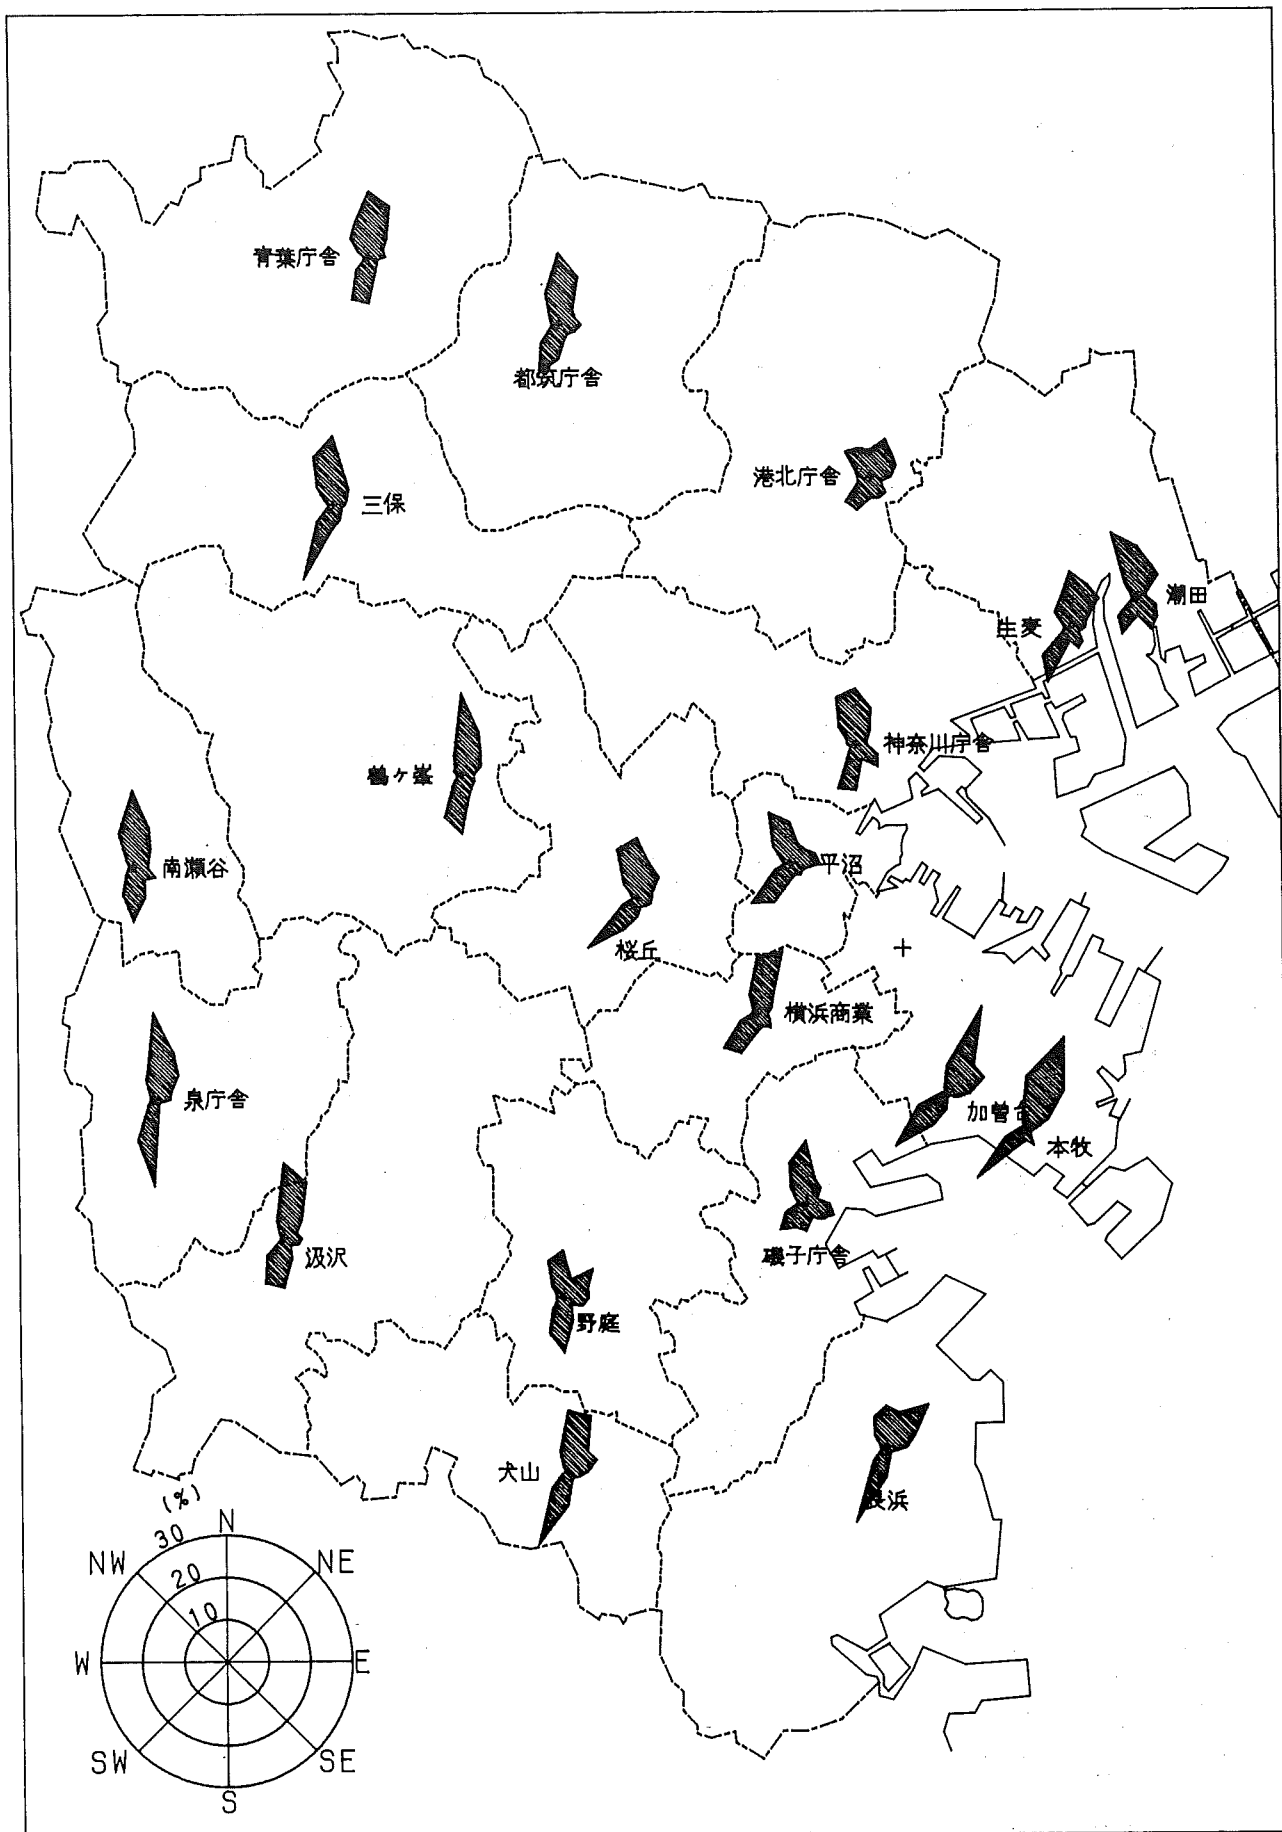 青葉庁舎
都筑庁舎
三保
港北庁舎
潮田
生麦
神奈川庁舎
鶴ヶ峯
南瀬谷
平沼
桜丘
横浜商業
泉庁舎
加曽台
本牧
汲沢
磯子庁舎
野庭
犬山
長浜
(%)
30
20
10
N
NW
NE
W
E
SW
SE
S